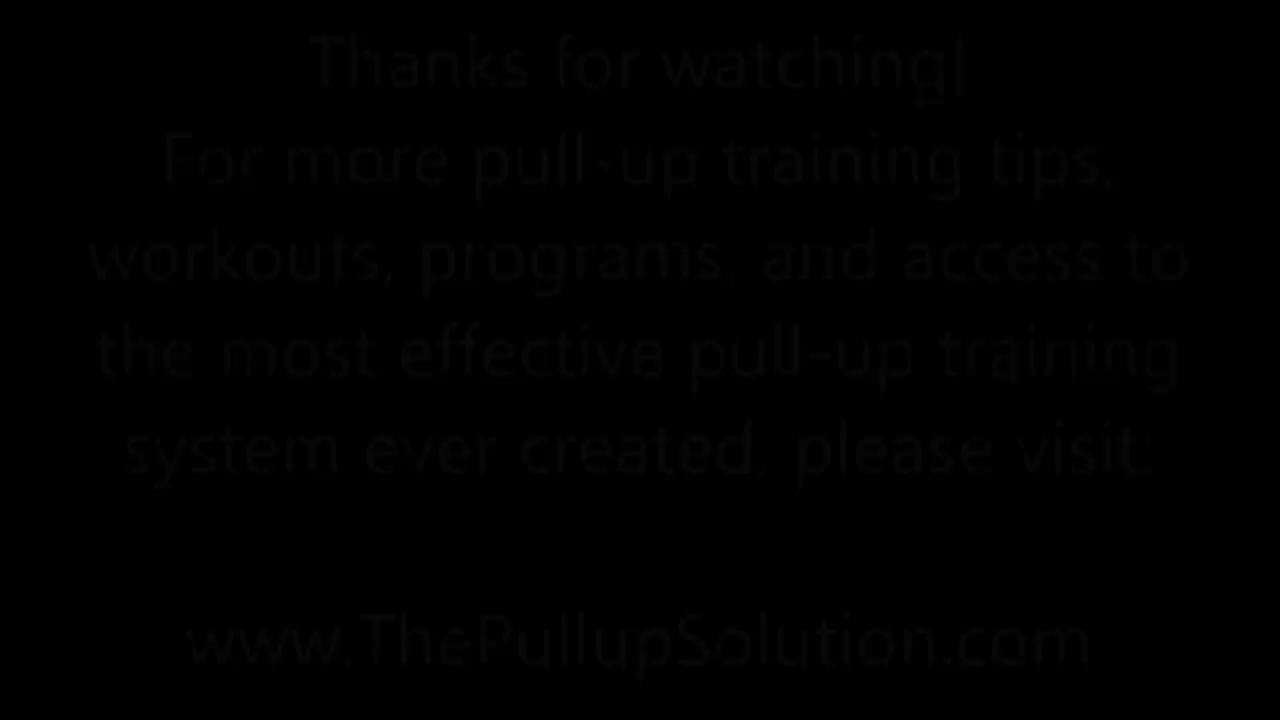 Thanks for watching!
For more pull-up training tips,
workouts, programs, and access to
the most effective pull-up training
system ever created, please visit:
www.ThePullupSolution.com